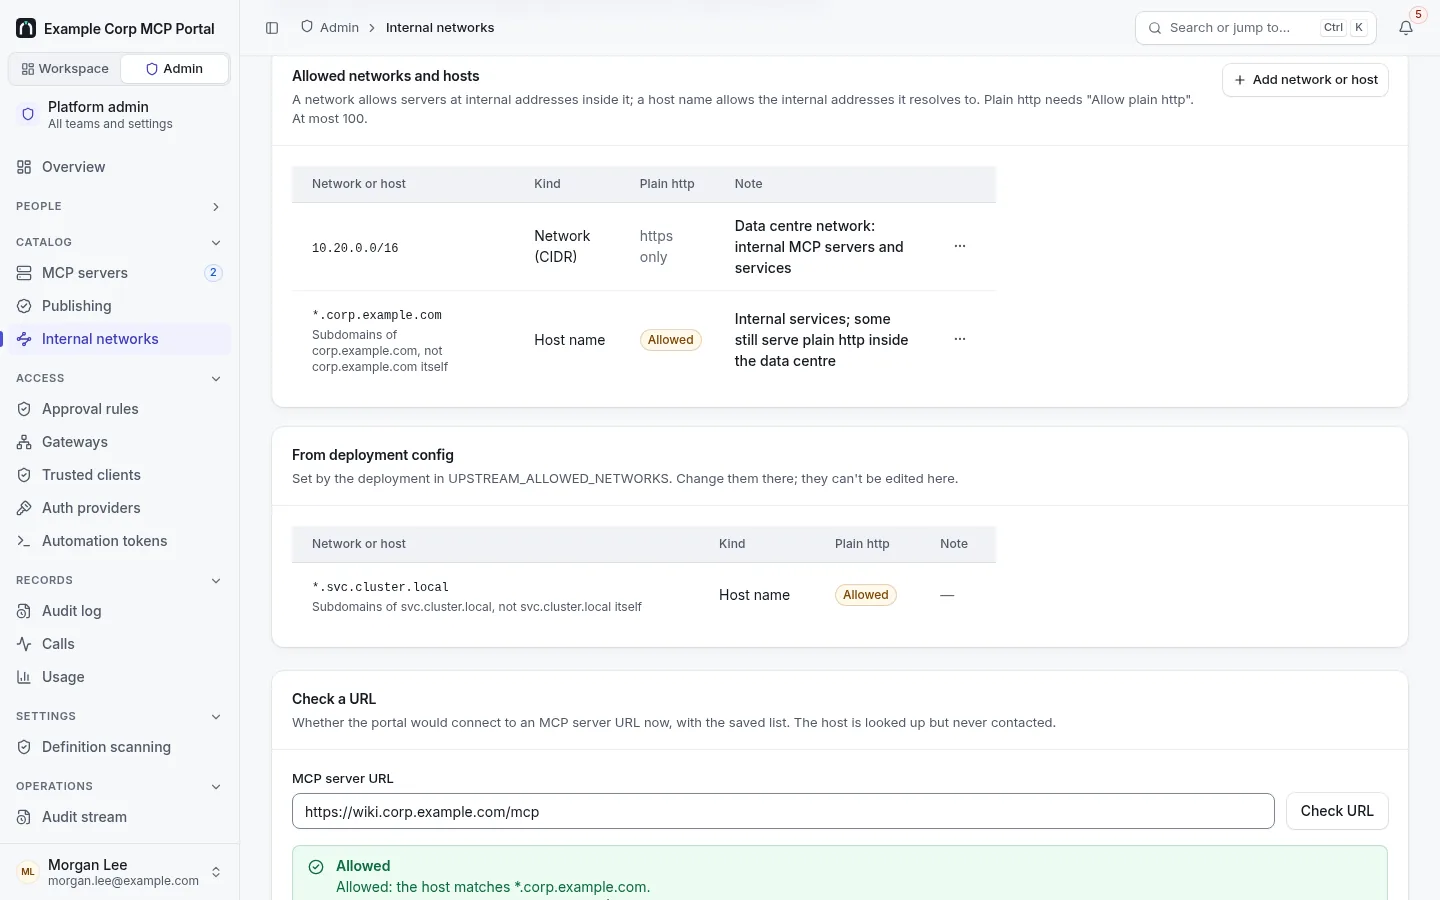 Example Corp MCP Portal
Workspace
Admin
Platform admin
All teams and settings
Overview
PEOPLE
CATALOG
MCP servers
2
Publishing
Internal networks
ACCESS
Approval rules
Gateways
Trusted clients
Auth providers
Automation tokens
RECORDS
Audit log
Calls
Usage
SETTINGS
Definition scanning
OPERATIONS
Audit stream
ML
Morgan Lee
morgan.lee@example.com
Admin
Internal networks
Search or jump to...
Ctrl
K
5
Allowed networks and hosts
A network allows servers at internal addresses inside it; a host name allows the internal addresses it resolves to. Plain http needs "Allow plain http".
At most 100.
Add network or host
Network or host
Kind
Plain http
Note
10.20.0.0/16
Network
(CIDR)
https
only
Data centre network:
internal MCP servers and
services
*.corp.example.com
Subdomains of
corp.example.com, not
corp.example.com itself
Host name
Allowed
Internal services; some
still serve plain http inside
the data centre
From deployment config
Set by the deployment in UPSTREAM_ALLOWED_NETWORKS. Change them there; they can't be edited here.
Network or host
Kind
Plain http
Note
*.svc.cluster.local
Subdomains of svc.cluster.local, not svc.cluster.local itself
Host name
Allowed
—
Check a URL
Whether the portal would connect to an MCP server URL now, with the saved list. The host is looked up but never contacted.
MCP server URL
https://wiki.corp.example.com/mcp
Check URL
Allowed
Allowed: the host matches *.corp.example.com.